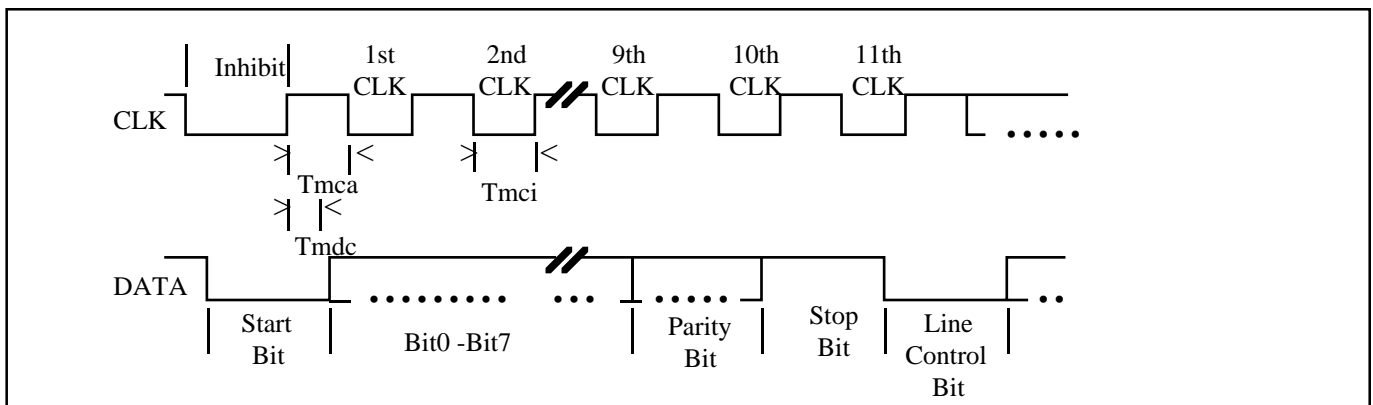 Inhibit
1st
CLK
2nd
CLK
9th
CLK
10th
CLK
11th
CLK
CLK
> <
Tmca
> <
Tmci
> <
Tmdc
DATA
Start
Bit
Bit0 -Bit7
Parity
Bit
Stop
Bit
Line
Control
Bit